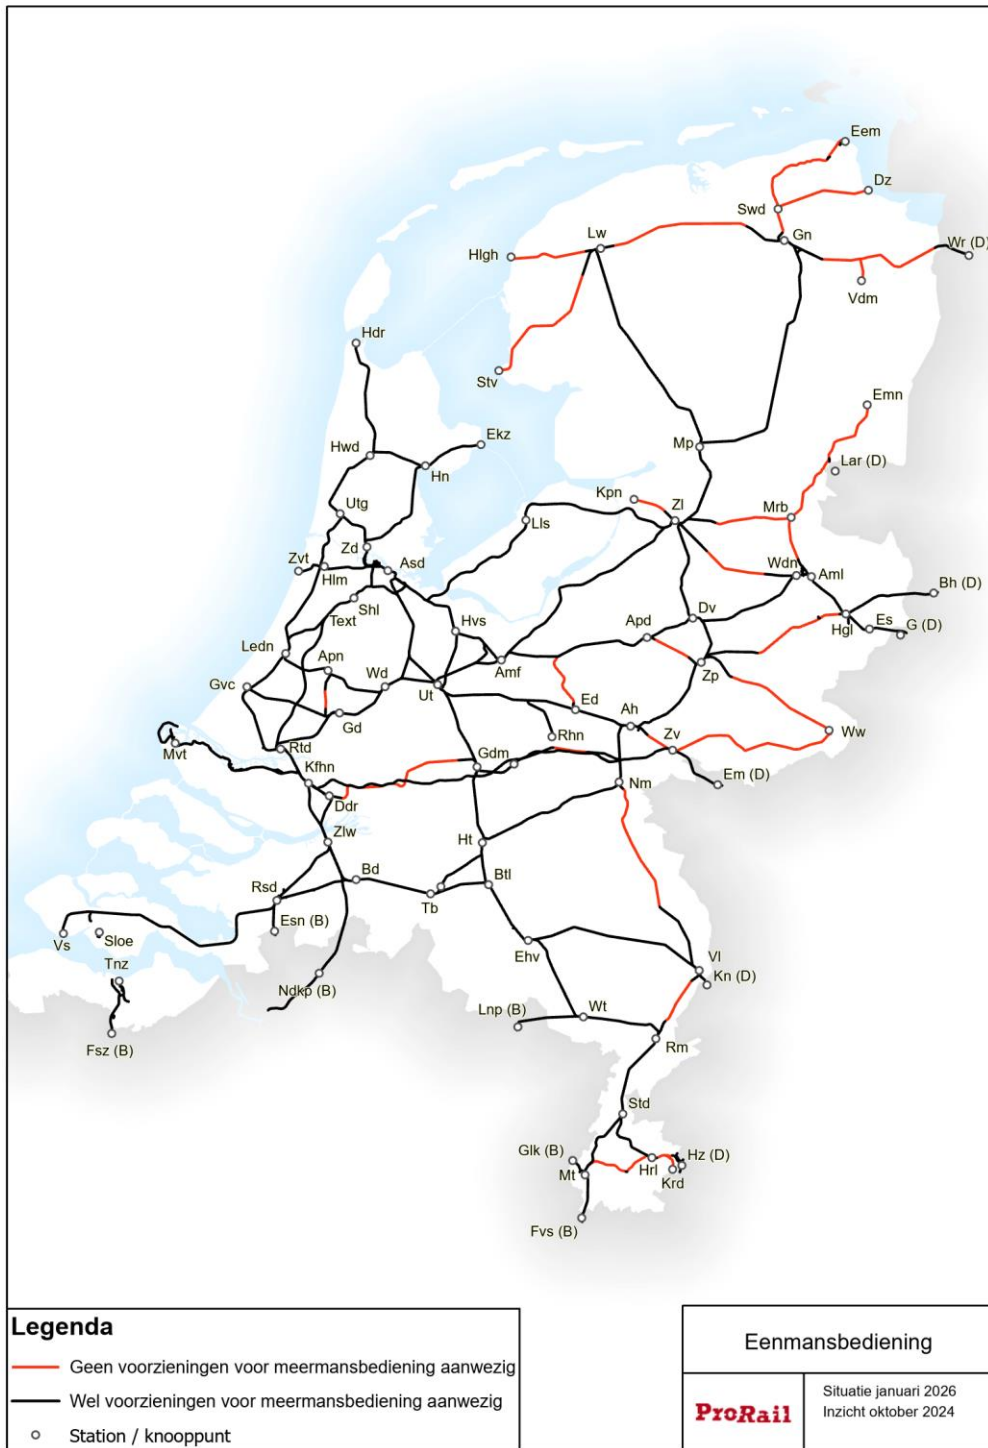 Eem
Dz
Swd
Gn
Lw
Wr (D)
Hlgh
Vdm
Hdr
Stv
Emn
Ekz
Mp
Hwd
Hn
Lar (D)
Kpn
Zl
Mrb
Utg
Lls
Zd
Zvt
Asd
Hlm
Wdn
Aml
Bh (D)
Shl
Text
Hvs
Apd
Dv
Hgl
Es
G (D)
Ledn
Apn
Wd
Amf
Zp
Gvc
Ut
Ed
Ah
Gd
Rhn
Zv
Ww
Mvt
Rtd
Kfhn
Gdm
Em (D)
Nm
Ddr
Zlw
Ht
Bd
Btl
Rsd
Tb
Esn (B)
Vs
Sloe
Ehv
Vl
Tnz
Kn (D)
Ndkp (B)
Lnp (B)
Wt
Fsz (B)
Rm
Std
Glk (B)
Hz (D)
Mt
Hrl
Krd
Fvs (B)
Legenda
Geen voorzieningen voor meermansbediening aanwezig
Wel voorzieningen voor meermansbediening aanwezig
Station / knooppunt
Eenmansbediening
ProRail
Situatie januari 2026
Inzicht oktober 2024